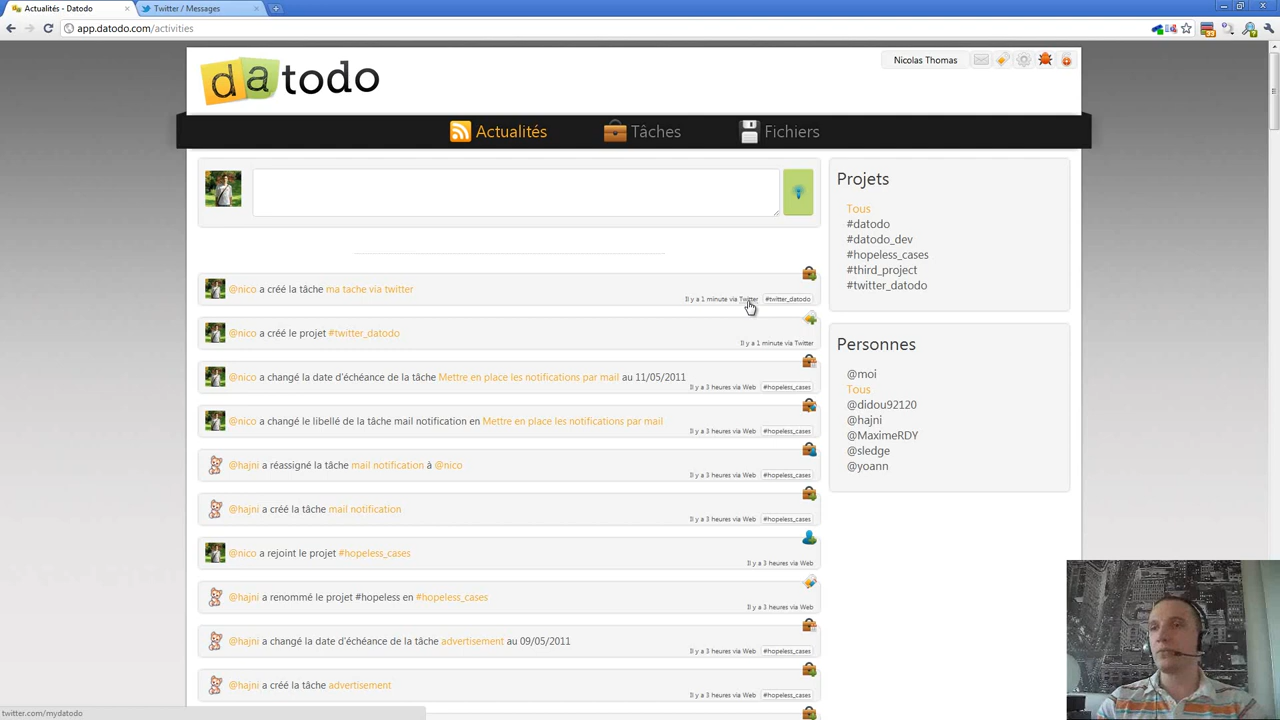 Actualités - Datodo
Twitter / Messages
app.datodo.com/activities
datodo
Nicolas Thomas
Actualités
Tâches
Fichiers
@nico a créé la tâche ma tache via twitter
Il y a 1 minute via Twitter #twitter_datodo
@nico a créé le projet #twitter_datodo
Il y a 1 minute via Twitter
@nico a changé la date d'échéance de la tâche Mettre en place les notifications par mail au 11/05/2011
Il y a 3 heures via Web #hopeless_cases
@nico a changé le libellé de la tâche mail notification en Mettre en place les notifications par mail
Il y a 3 heures via Web #hopeless_cases
@hajni a réassigné la tâche mail notification à @nico
Il y a 3 heures via Web #hopeless_cases
@hajni a créé la tâche mail notification
Il y a 3 heures via Web #hopeless_cases
@nico a rejoint le projet #hopeless_cases
Il y a 3 heures via Web
@hajni a renommé le projet #hopeless en #hopeless_cases
Il y a 3 heures via Web
@hajni a changé la date d'échéance de la tâche advertisement au 09/05/2011
Il y a 3 heures via Web #hopeless_cases
@hajni a créé la tâche advertisement
Il y a 3 heures via Web #hopeless_cases
Projets
Tous
#datodo
#datodo_dev
#hopeless_cases
#third_project
#twitter_datodo
Personnes
@moi
Tous
@didou92120
@hajni
@MaximeRDY
@sledge
@yoann
twitter.com/mydatodo